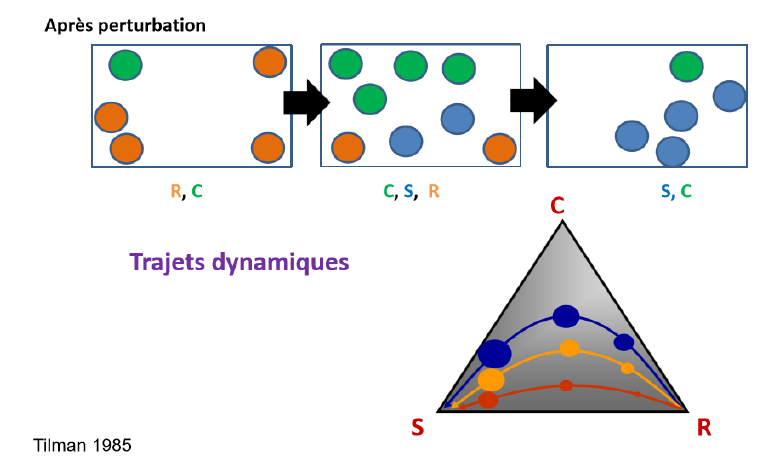 Après perturbation
R, C
C, S, R
S, C
Trajets dynamiques
C
S
R
Tilman 1985